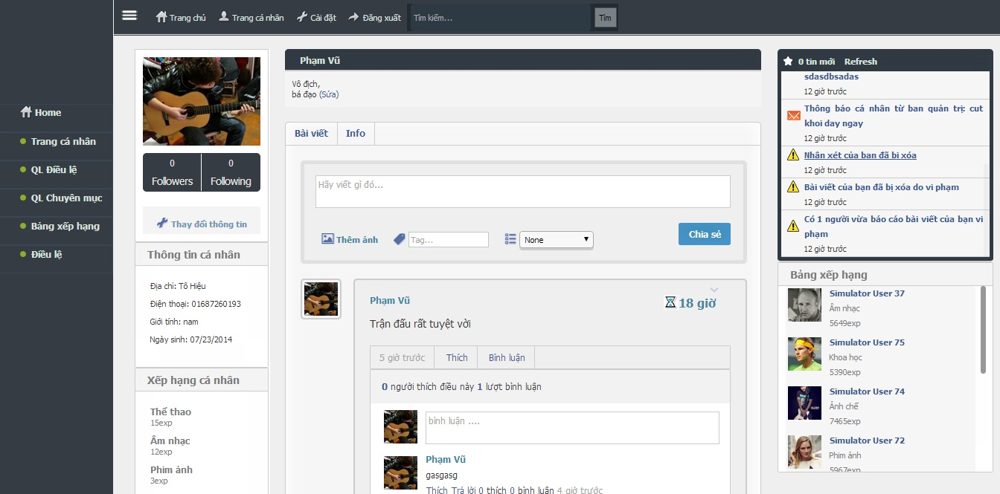 Trang chủ Trang cá nhân Cài đặt Đăng xuất Tìm kiếm... Tìm
Home
Trang cá nhân
QL Điều lệ
QL Chuyên mục
Bảng xếp hạng
Điều lệ
0 0
Followers Following
Thay đổi thông tin
Thông tin cá nhân
Địa chỉ: Tô Hiệu
Điện thoại: 01687260193
Giới tính: nam
Ngày sinh: 07/23/2014
Xếp hạng cá nhân
Thể thao
15exp
Âm nhạc
12exp
Phim ảnh
3exp
Phạm Vũ
Vô địch,
bá đạo (Sửa)
Bài viết Info
Hãy viết gì đó...
Thêm ảnh Tag... None Chia sẻ
Phạm Vũ 18 giờ
Trận đấu rất tuyệt vời
5 giờ trước Thích Bình luận
0 người thích điều này 1 lượt bình luận
bình luận ....
Phạm Vũ
gasgasg
Thích Trả lời 0 thích 0 bình luận 4 giờ trước
0 tin mới Refresh
sdasdbsadas
12 giờ trước
Thông báo cá nhân từ ban quản trị: cut
khoi day ngay
12 giờ trước
Nhận xét của bạn đã bị xóa
12 giờ trước
Bài viết của bạn đã bị xóa do vi phạm
12 giờ trước
Có 1 người vừa báo cáo bài viết của bạn vi
phạm
12 giờ trước
Bảng xếp hạng
Simulator User 37
Âm nhạc
5649exp
Simulator User 75
Khoa học
5390exp
Simulator User 74
Ảnh chế
7465exp
Simulator User 72
Phim ảnh
5967exp